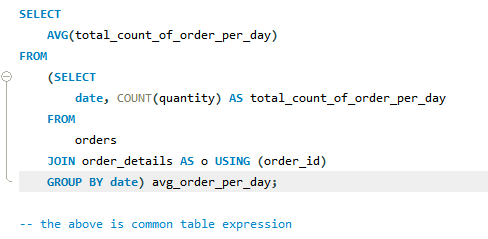 SELECT
AVG(total_count_of_order_per_day)
FROM
(SELECT
date, COUNT(quantity) AS total_count_of_order_per_day
FROM
orders
JOIN order_details AS o USING (order_id)
GROUP BY date) avg_order_per_day;
-- the above is common table expression